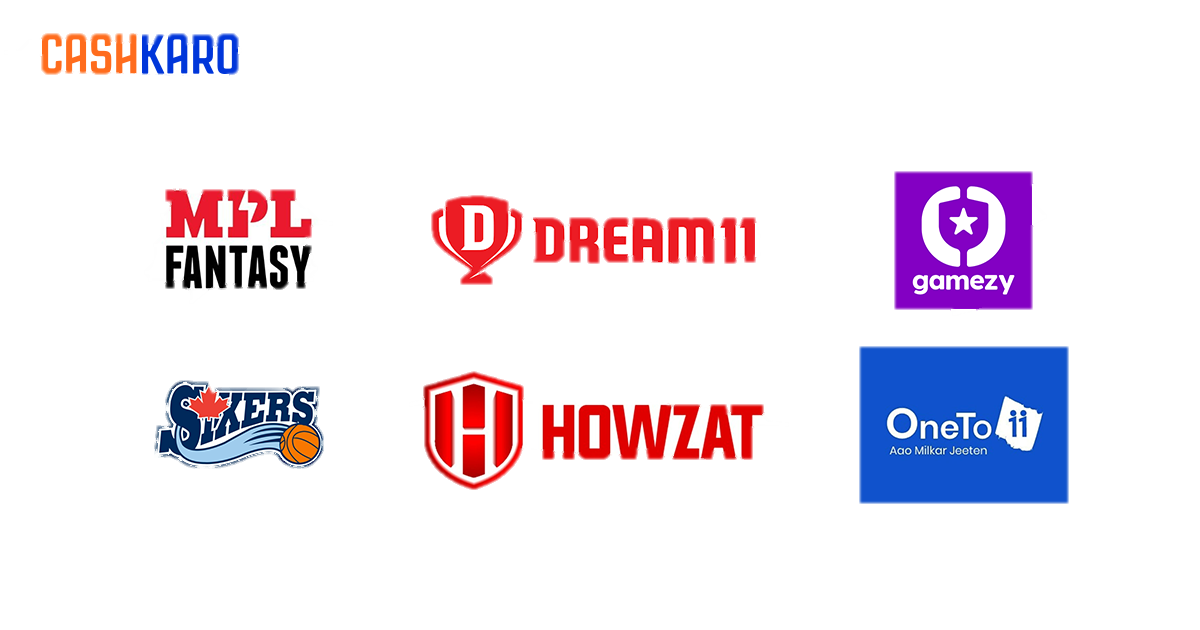 CASHKARO
MPL
FANTASY
DREAM11
gamezy
SIXERS
HOWZAT
OneTo 11
Aao Milkar Jeeten